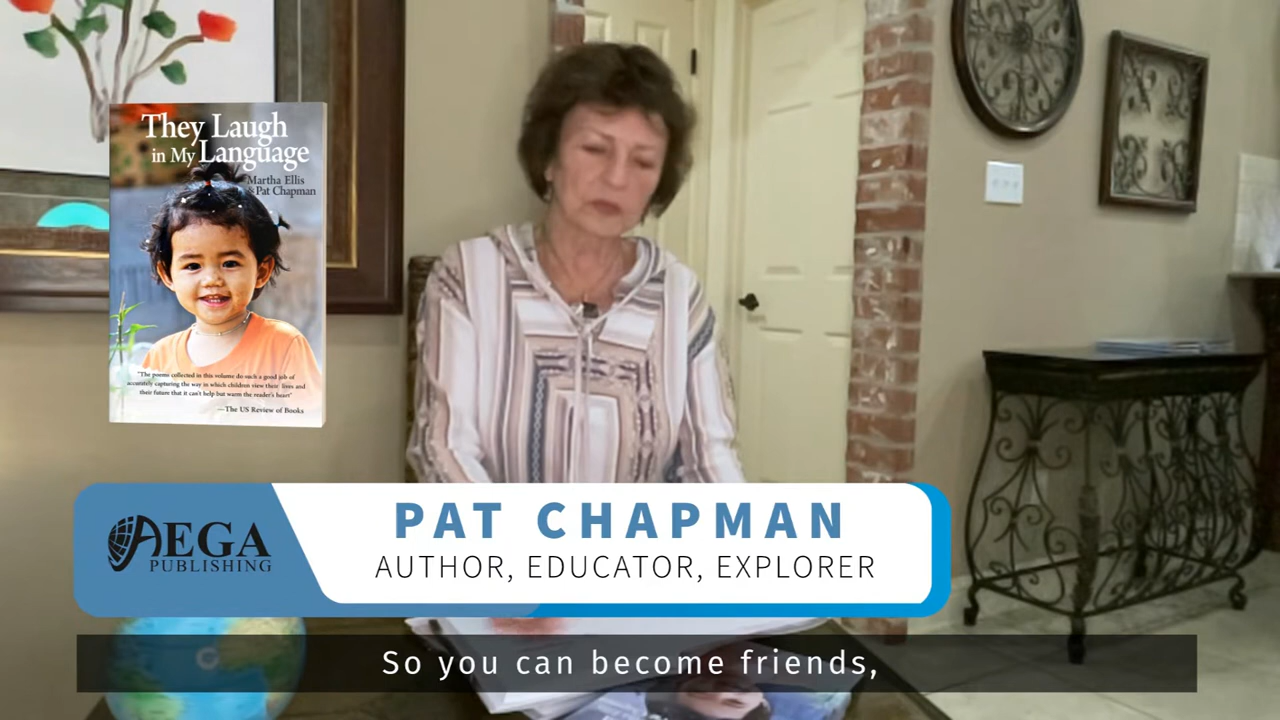 They Laugh
in My Language
Martha Ellis
& Pat Chapman
"The poems collected in this volume do such a good job of
accurately capturing the way in which children view their lives and
their future that it can't help but warm the reader's heart"
—The US Review of Books
AEGA
PUBLISHING
PAT CHAPMAN
AUTHOR, EDUCATOR, EXPLORER
So you can become friends,